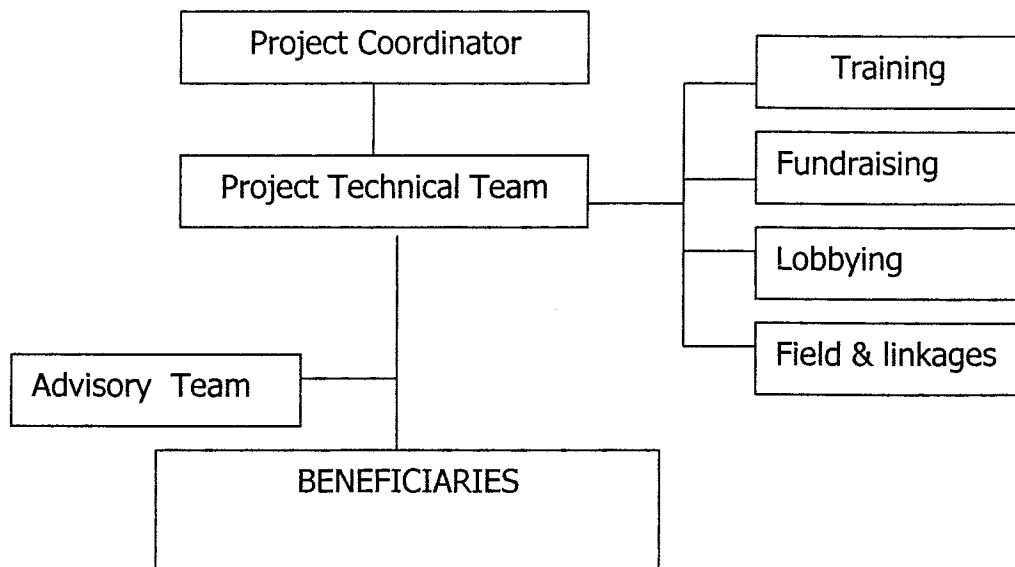 Project Coordinator
Training
Project Technical Team
Fundraising
Lobbying
Field & linkages
Advisory Team
BENEFICIARIES